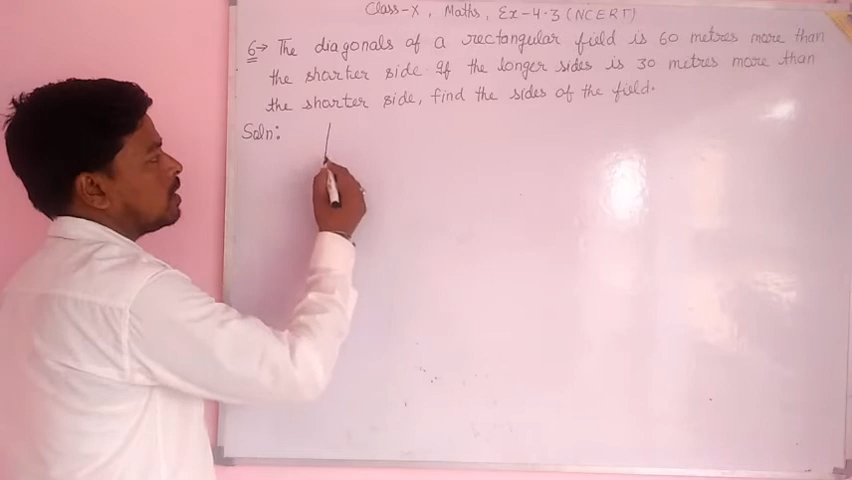 Class-X, Maths, Ex-4.3 (NCERT)
6→ The diagonals of a rectangular field is 60 metres more than
the shorter side. If the longer sides is 30 metres more than
the shorter side, find the sides of the field.
Soln: